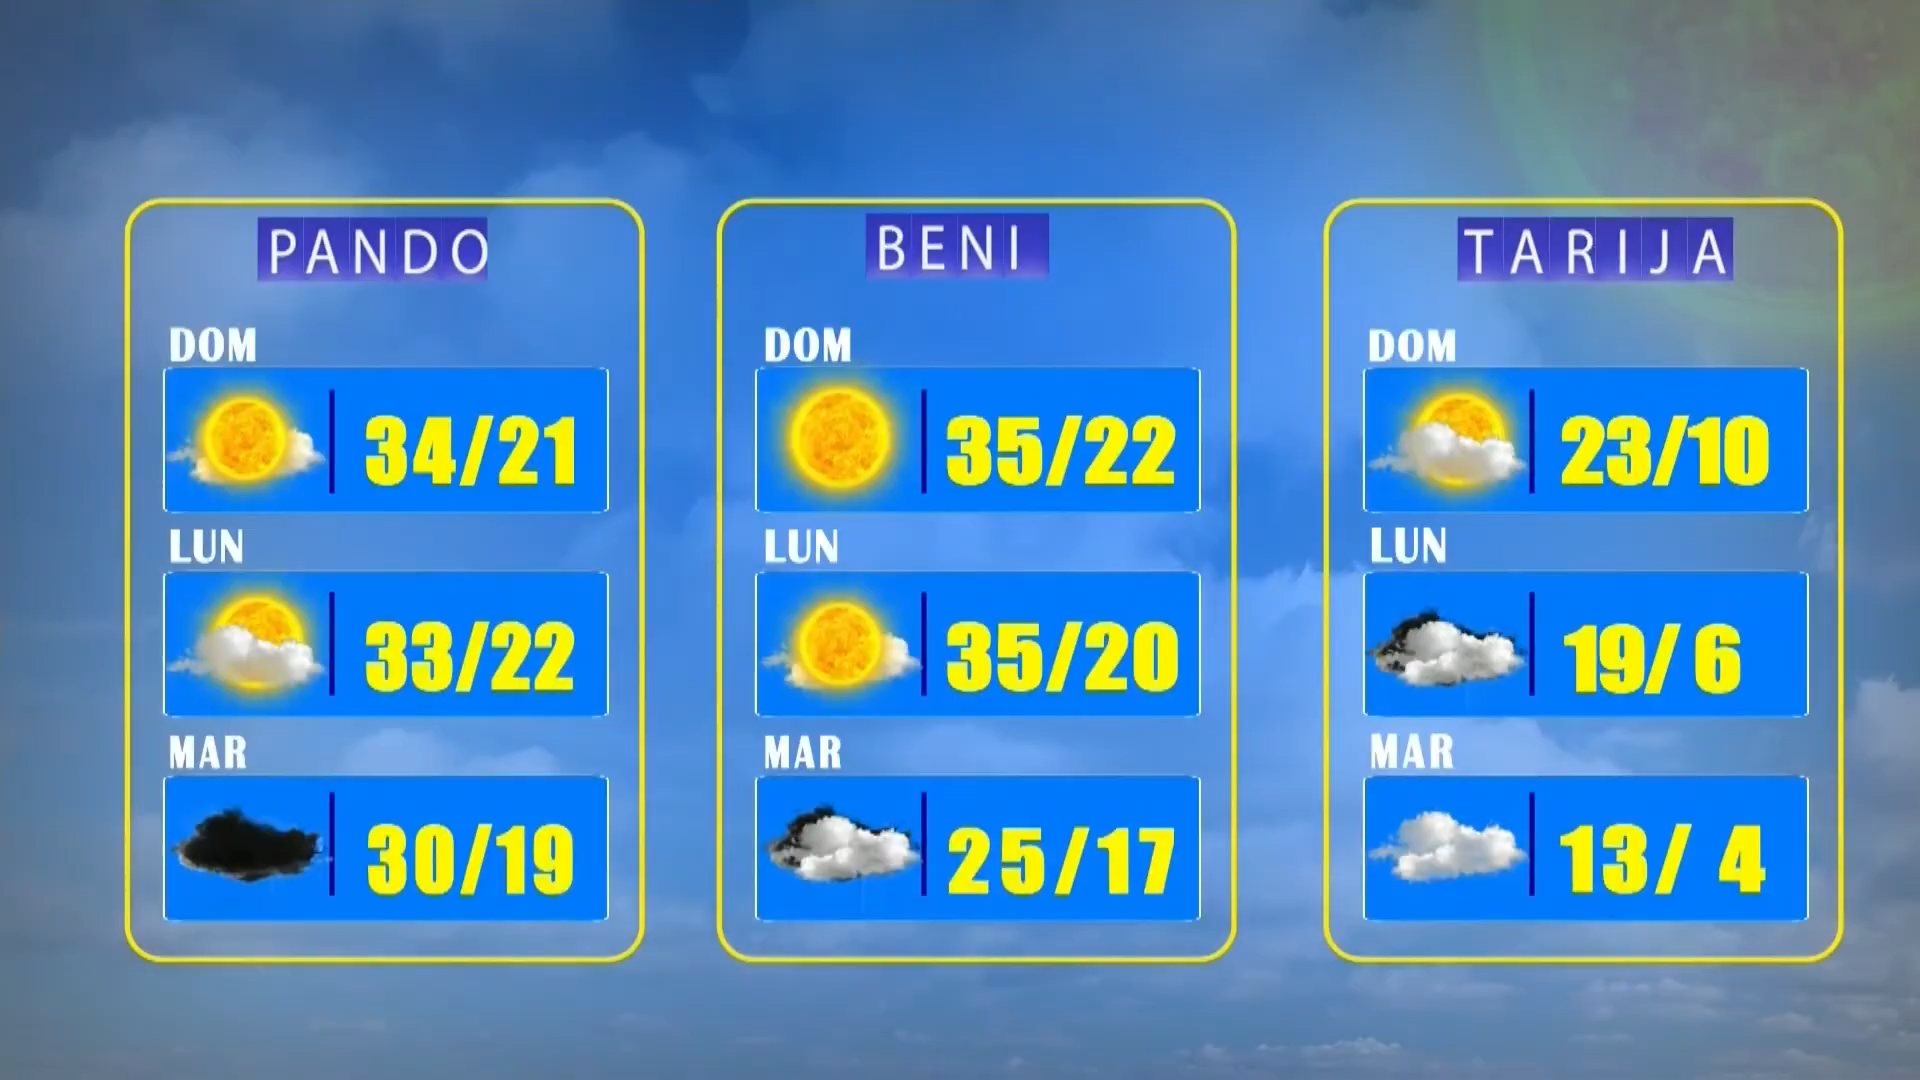 PANDO
DOM
34/21
LUN
33/22
MAR
30/19
BENI
DOM
35/22
LUN
35/20
MAR
25/17
TARIJA
DOM
23/10
LUN
19/ 6
MAR
13/ 4